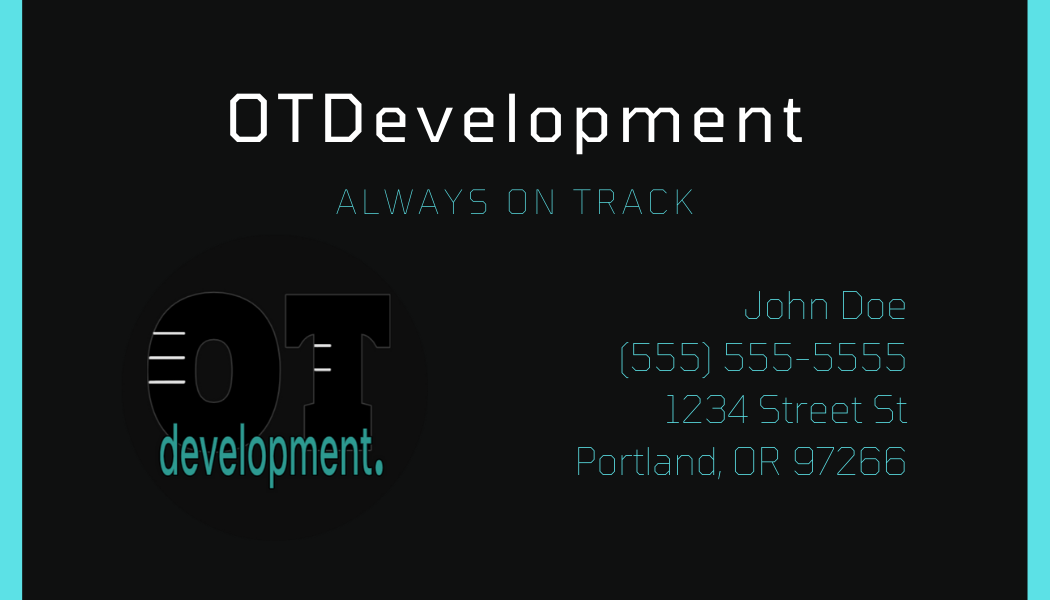 OTDevelopment
ALWAYS ON TRACK
OT
development.
John Doe
(555) 555-5555
1234 Street St
Portland, OR 97266